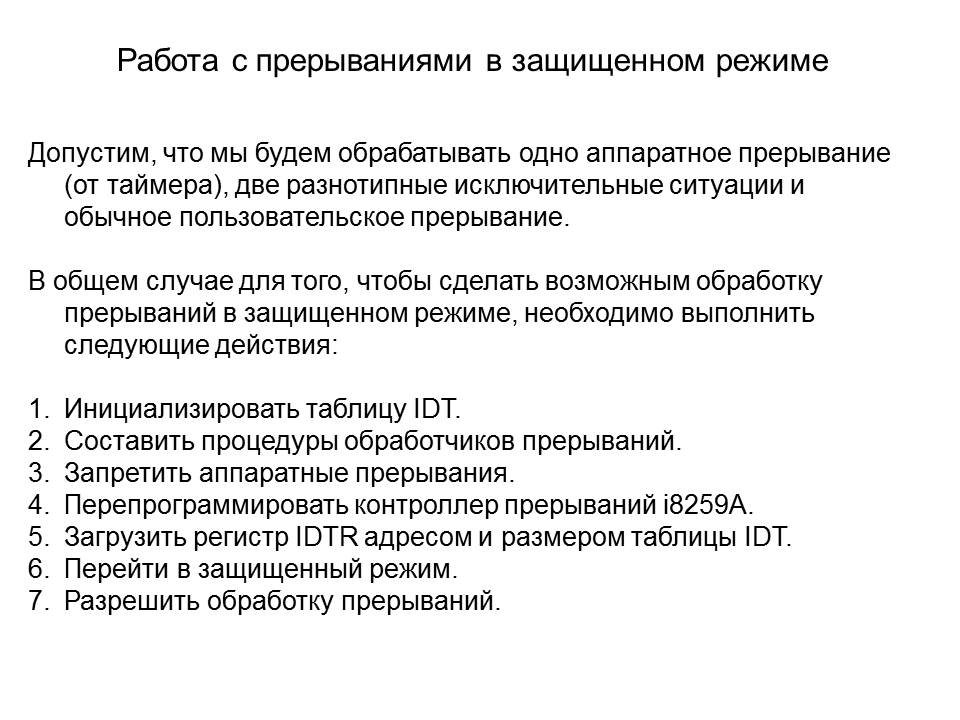 Работа с прерываниями в защищенном режиме
Допустим, что мы будем обрабатывать одно аппаратное прерывание
(от таймера), две разнотипные исключительные ситуации и
обычное пользовательское прерывание.
В общем случае для того, чтобы сделать возможным обработку
прерываний в защищенном режиме, необходимо выполнить
следующие действия:
1. Инициализировать таблицу IDT.
2. Составить процедуры обработчиков прерываний.
3. Запретить аппаратные прерывания.
4. Перепрограммировать контроллер прерываний i8259A.
5. Загрузить регистр IDTR адресом и размером таблицы IDT.
6. Перейти в защищенный режим.
7. Разрешить обработку прерываний.